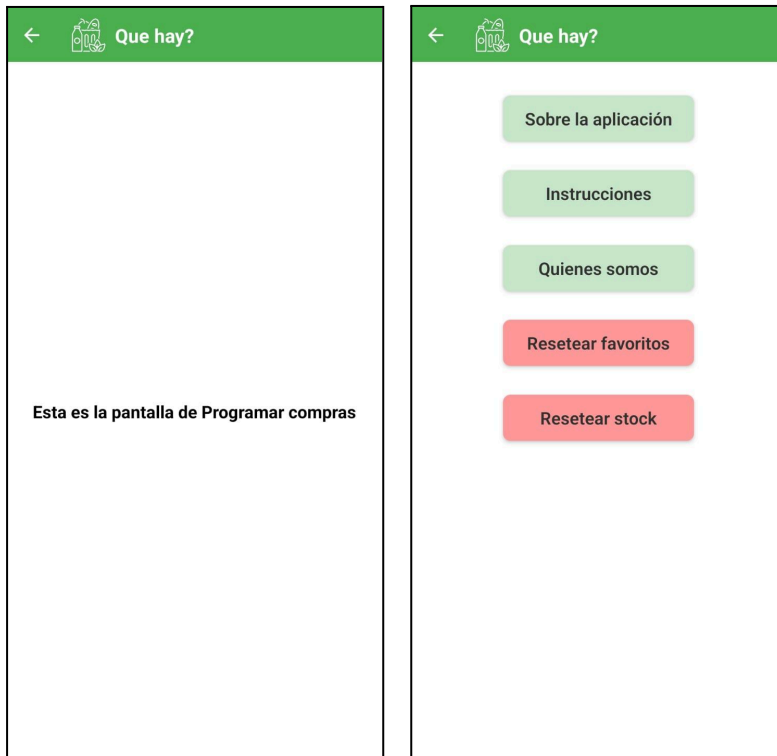 Que hay?
Esta es la pantalla de Programar compras
Que hay?
Sobre la aplicación
Instrucciones
Quienes somos
Resetear favoritos
Resetear stock